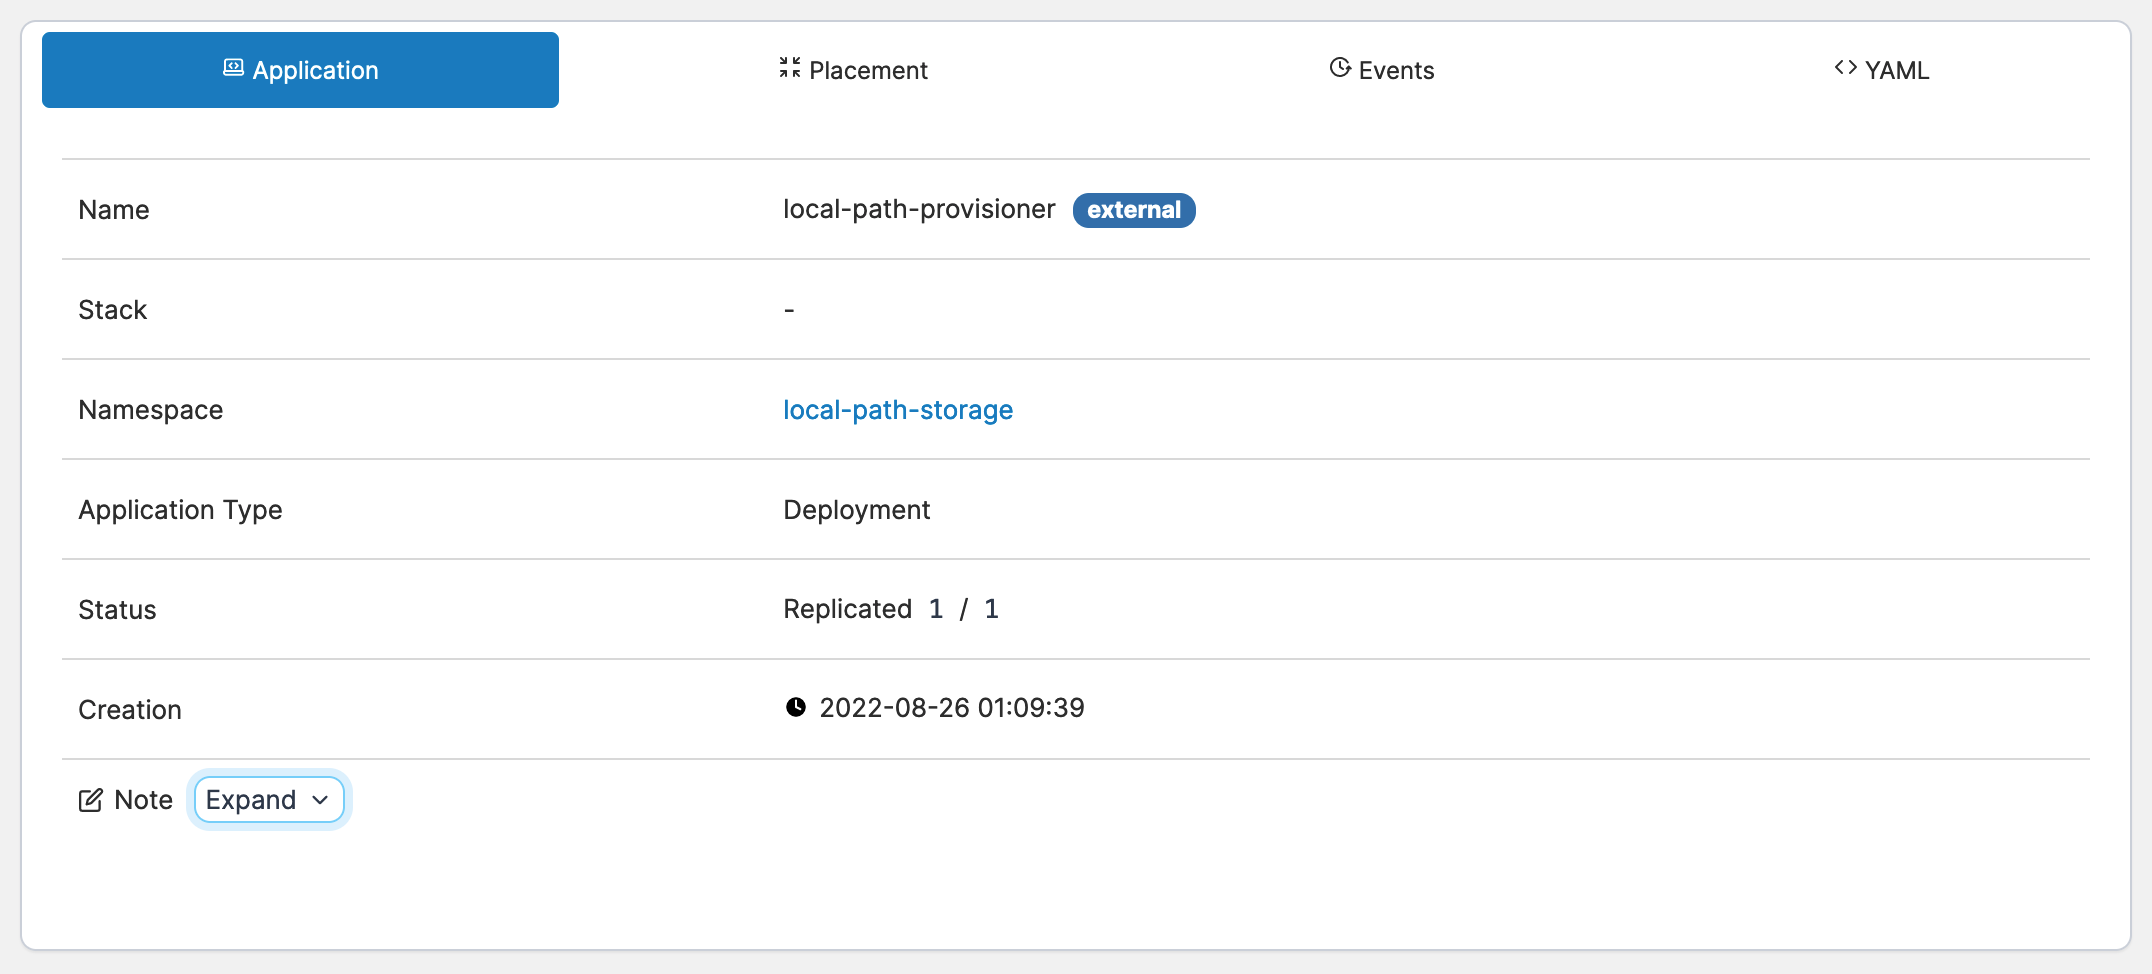 Application Placement Events YAML
Name local-path-provisioner external
Stack -
Namespace local-path-storage
Application Type Deployment
Status Replicated 1 / 1
Creation 2022-08-26 01:09:39
Note Expand